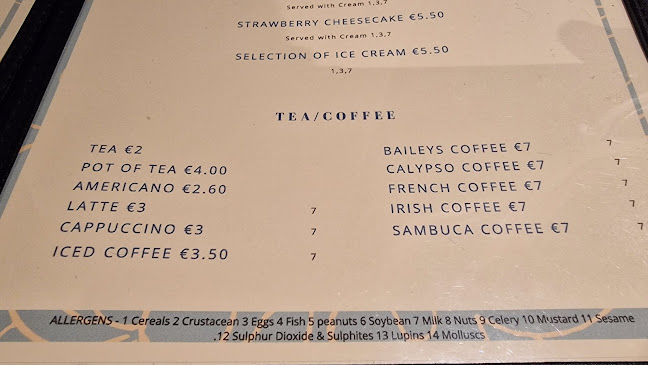 Served with Cream 1,3,7
STRAWBERRY CHEESECAKE €5.50
Served with Cream 1,3,7
SELECTION OF ICE CREAM €5.50
1,3,7
TEA/COFFEE
TEA €2
POT OF TEA €4.00
AMERICANO €2.60
LATTE €3 7
CAPPUCCINO €3 7
ICED COFFEE €3.50 7
BAILEYS COFFEE €7 7
CALYPSO COFFEE €7 7
FRENCH COFFEE €7 7
IRISH COFFEE €7 7
SAMBUCA COFFEE €7 7
ALLERGENS - 1 Cereals 2 Crustacean 3 Eggs 4 Fish 5 peanuts 6 Soybean 7 Milk 8 Nuts 9 Celery 10 Mustard 11 Sesame
.12 Sulphur Dioxide & Sulphites 13 Lupins 14 Molluscs